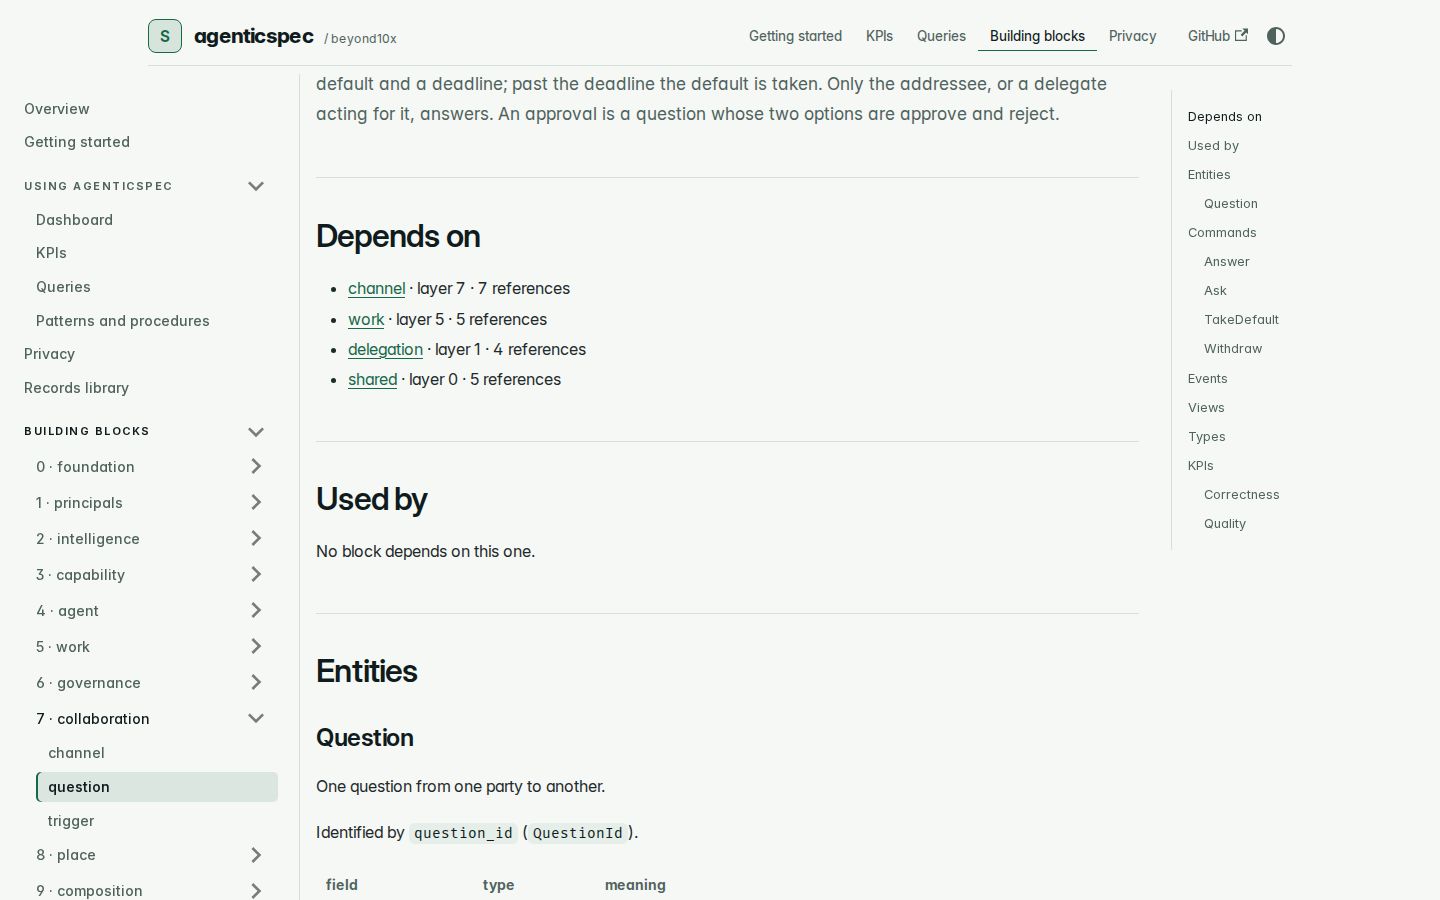 S agenticspec / beyond10x Getting started KPIs Queries Building blocks Privacy GitHub
Overview
Getting started
USING AGENTICSPEC
Dashboard
KPIs
Queries
Patterns and procedures
Privacy
Records library
BUILDING BLOCKS
0 · foundation
1 · principals
2 · intelligence
3 · capability
4 · agent
5 · work
6 · governance
7 · collaboration
channel
question
trigger
8 · place
9 · composition
default and a deadline; past the deadline the default is taken. Only the addressee, or a delegate
acting for it, answers. An approval is a question whose two options are approve and reject.
Depends on
channel · layer 7 · 7 references
work · layer 5 · 5 references
delegation · layer 1 · 4 references
shared · layer 0 · 5 references
Used by
No block depends on this one.
Entities
Question
One question from one party to another.
Identified by question_id ( QuestionId ).
field type meaning
Depends on
Used by
Entities
Question
Commands
Answer
Ask
TakeDefault
Withdraw
Events
Views
Types
KPIs
Correctness
Quality